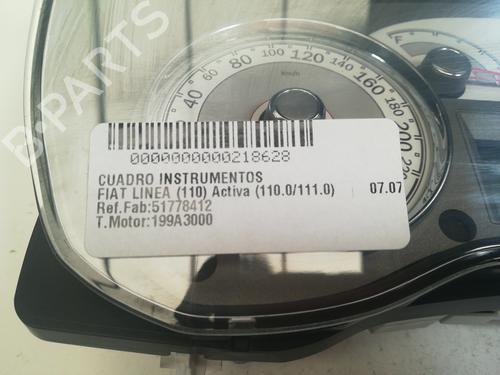 B-PARTS
F
Km/h
40 60 80 100 120 140 160 180 200
0000000000218628
CUADRO INSTRUMENTOS
FIAT LINEA (110) Activa (110.0/111.0) 07.07
Ref.Fab:51778412
T.Motor:199A3000